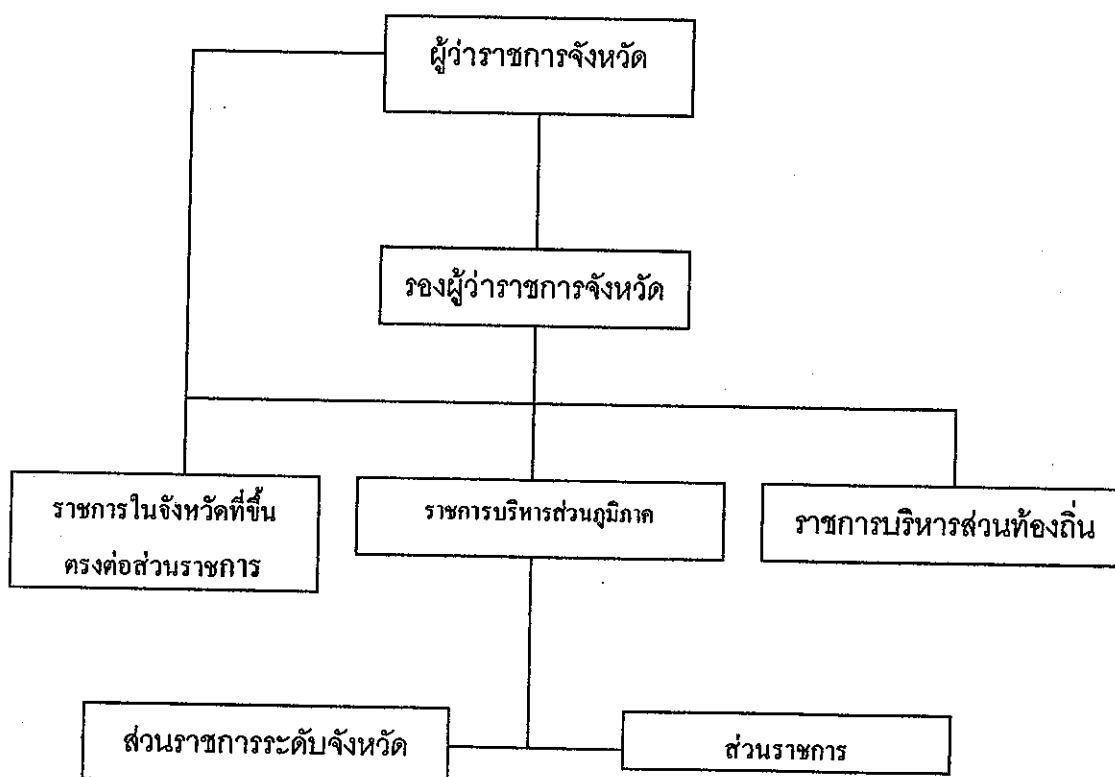 ผู้ว่าราชการจังหวัด
รองผู้ว่าราชการจังหวัด
ราชการในจังหวัดที่ขึ้น
ตรงต่อส่วนราชการ
ราชการบริหารส่วนภูมิภาค
ราชการบริหารส่วนท้องถิ่น
ส่วนราชการระดับจังหวัด
ส่วนราชการ